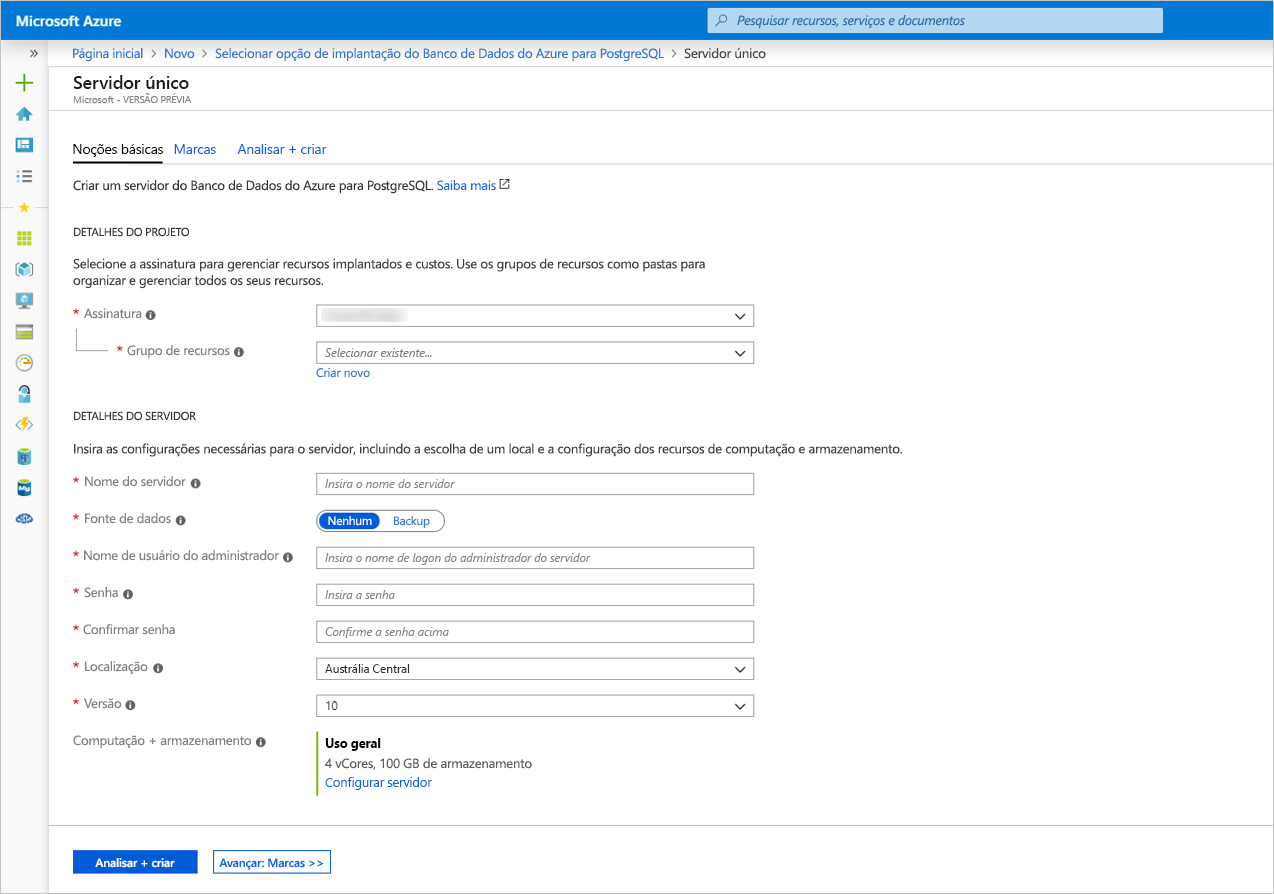 Microsoft Azure
Pesquisar recursos, serviços e documentos
» Página inicial > Novo > Selecionar opção de implantação do Banco de Dados do Azure para PostgreSQL > Servidor único
Servidor único
Microsoft - VERSÃO PRÉVIA
Noções básicas Marcas Analisar + criar
Criar um servidor do Banco de Dados do Azure para PostgreSQL. Saiba mais
DETALHES DO PROJETO
Selecione a assinatura para gerenciar recursos implantados e custos. Use os grupos de recursos como pastas para
organizar e gerenciar todos os seus recursos.
* Assinatura
* Grupo de recursos Selecionar existente...
Criar novo
DETALHES DO SERVIDOR
Insira as configurações necessárias para o servidor, incluindo a escolha de um local e a configuração dos recursos de computação e armazenamento.
* Nome do servidor Insira o nome do servidor
* Fonte de dados Nenhum Backup
* Nome de usuário do administrador Insira o nome de logon do administrador do servidor
* Senha Insira a senha
* Confirmar senha Confirme a senha acima
* Localização Austrália Central
* Versão 10
Computação + armazenamento Uso geral
4 vCores, 100 GB de armazenamento
Configurar servidor
Analisar + criar Avançar: Marcas >>